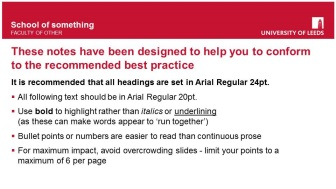 School of something
FACULTY OF OTHER
UNIVERSITY OF LEEDS
These notes have been designed to help you to conform
to the recommended best practice
It is recommended that all headings are set in Arial Regular 24pt.
• All following text should be in Arial Regular 20pt.
• Use bold to highlight rather than italics or underlining
(as these can make words appear to 'run together')
• Bullet points or numbers are easier to read than continuous prose
• For maximum impact, avoid overcrowding slides - limit your points to a
maximum of 6 per page